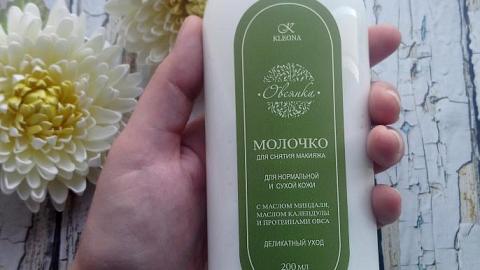 K
KLEONA
Овсянка
МОЛОЧКО
ДЛЯ СНЯТИЯ МАКИЯЖА
ДЛЯ НОРМАЛЬНОЙ
И СУХОЙ КОЖИ
С МАСЛОМ МИНДАЛЯ,
МАСЛОМ КАЛЕНДУЛЫ
И ПРОТЕИНАМИ ОВСА
ДЕЛИКАТНЫЙ УХОД
200 МЛ